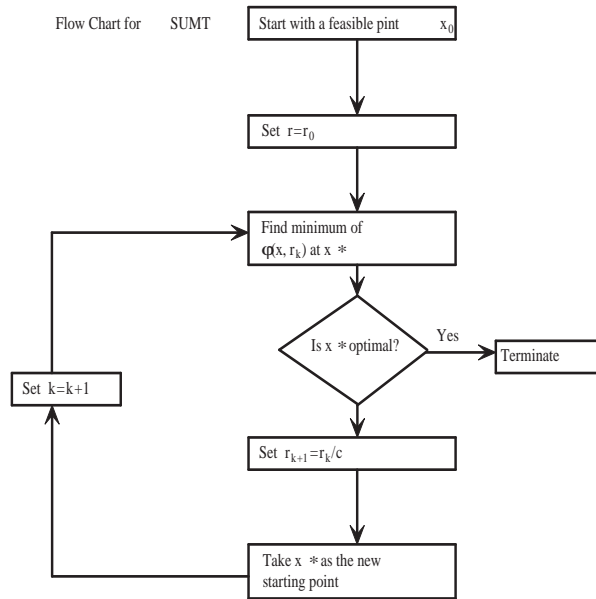 Flow Chart for SUMT
Start with a feasible pint x₀
Set r=r₀
Find minimum of
φ(x, rₖ) at x *
Is x * optimal?
Yes
Terminate
Set k=k+1
Set rₖ₊₁=rₖ/c
Take x * as the new
starting point